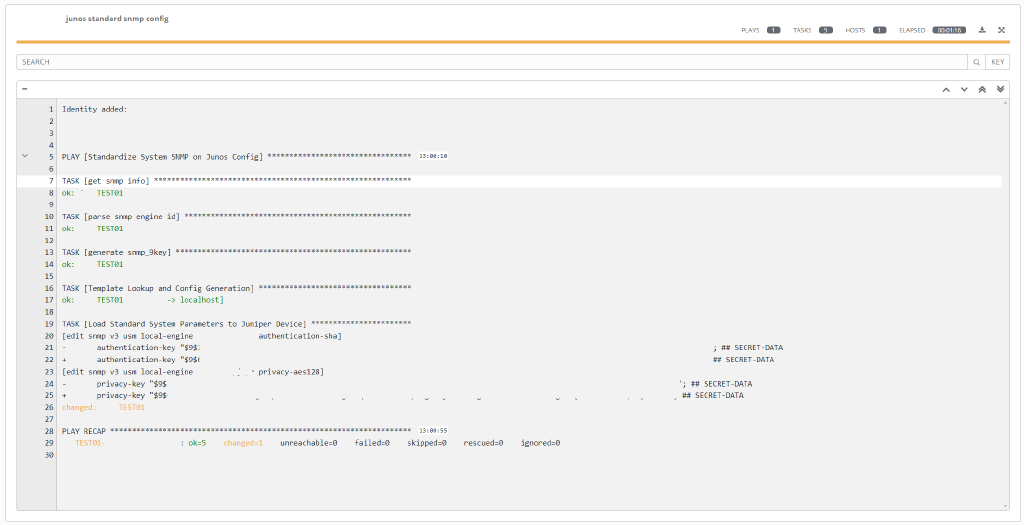 junos standard snmp config
PLAYS 1 TASKS 5 HOSTS 1 ELAPSED 00:01:16
SEARCH KEY
1 Identity added:
2
3
4
5 PLAY [Standardize System SNMP on Junos Config] ********************************* 13:00:10
6
7 TASK [get snmp info] ***********************************************************
8 ok: TEST01
9
10 TASK [parse snmp engine id] ****************************************************
11 ok: TEST01
12
13 TASK [generate snmp_9key] ******************************************************
14 ok: TEST01
15
16 TASK [Template Lookup and Config Generation] ***********************************
17 ok: TEST01 -> localhost]
18
19 TASK [Load Standard System Parameters to Juniper Device] ***********************
20 [edit snmp v3 usm local-engine authentication-sha]
21 - authentication-key "$9$ ; ## SECRET-DATA
22 + authentication-key "$9$ ## SECRET-DATA
23 [edit snmp v3 usm local-engine privacy-aes128]
24 - privacy-key "$9$ "; ## SECRET-DATA
25 + privacy-key "$9$ ; ## SECRET-DATA
26 changed: TEST01
27
28 PLAY RECAP ********************************************************************* 13:00:55
29 TEST01- : ok=5 changed=1 unreachable=0 failed=0 skipped=0 rescued=0 ignored=0
30